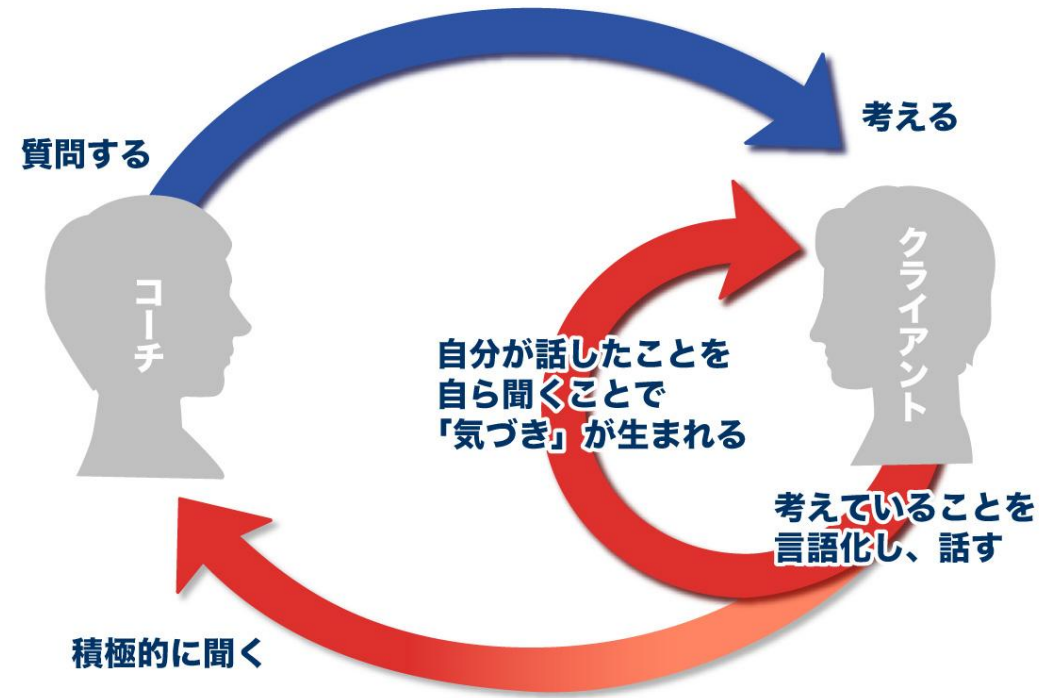 質問する
考える
コーチ
クライアント
自分が話したことを
自ら聞くことで
「気づき」が生まれる
考えていることを
言語化し、話す
積極的に聞く